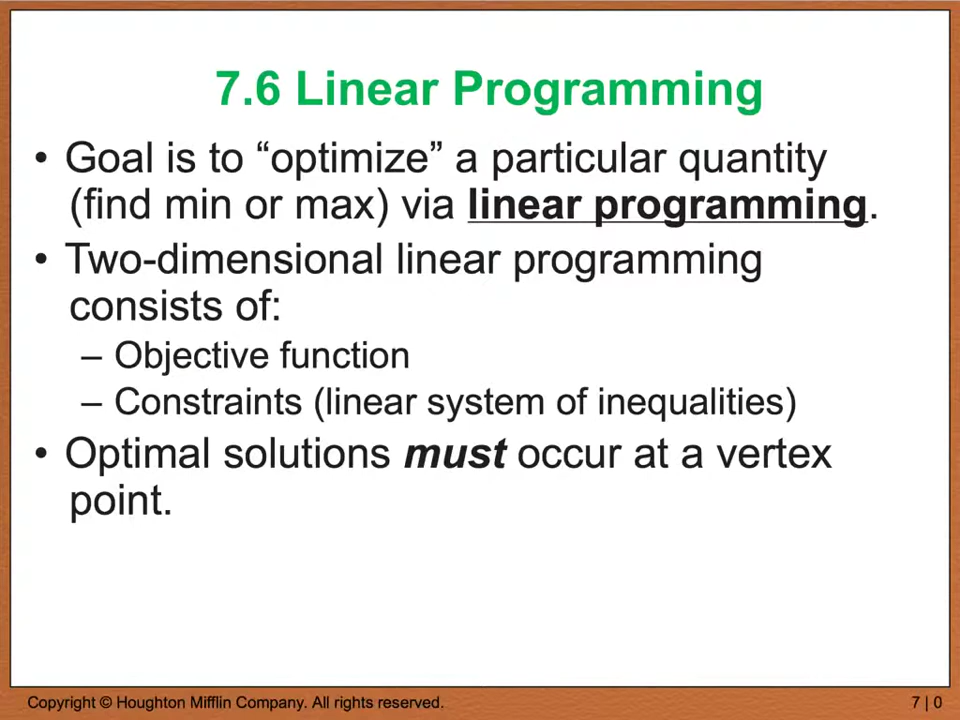 7.6 Linear Programming
• Goal is to “optimize” a particular quantity
(find min or max) via linear programming.
• Two-dimensional linear programming
consists of:
– Objective function
– Constraints (linear system of inequalities)
• Optimal solutions must occur at a vertex
point.
Copyright © Houghton Mifflin Company. All rights reserved.
7 | 0